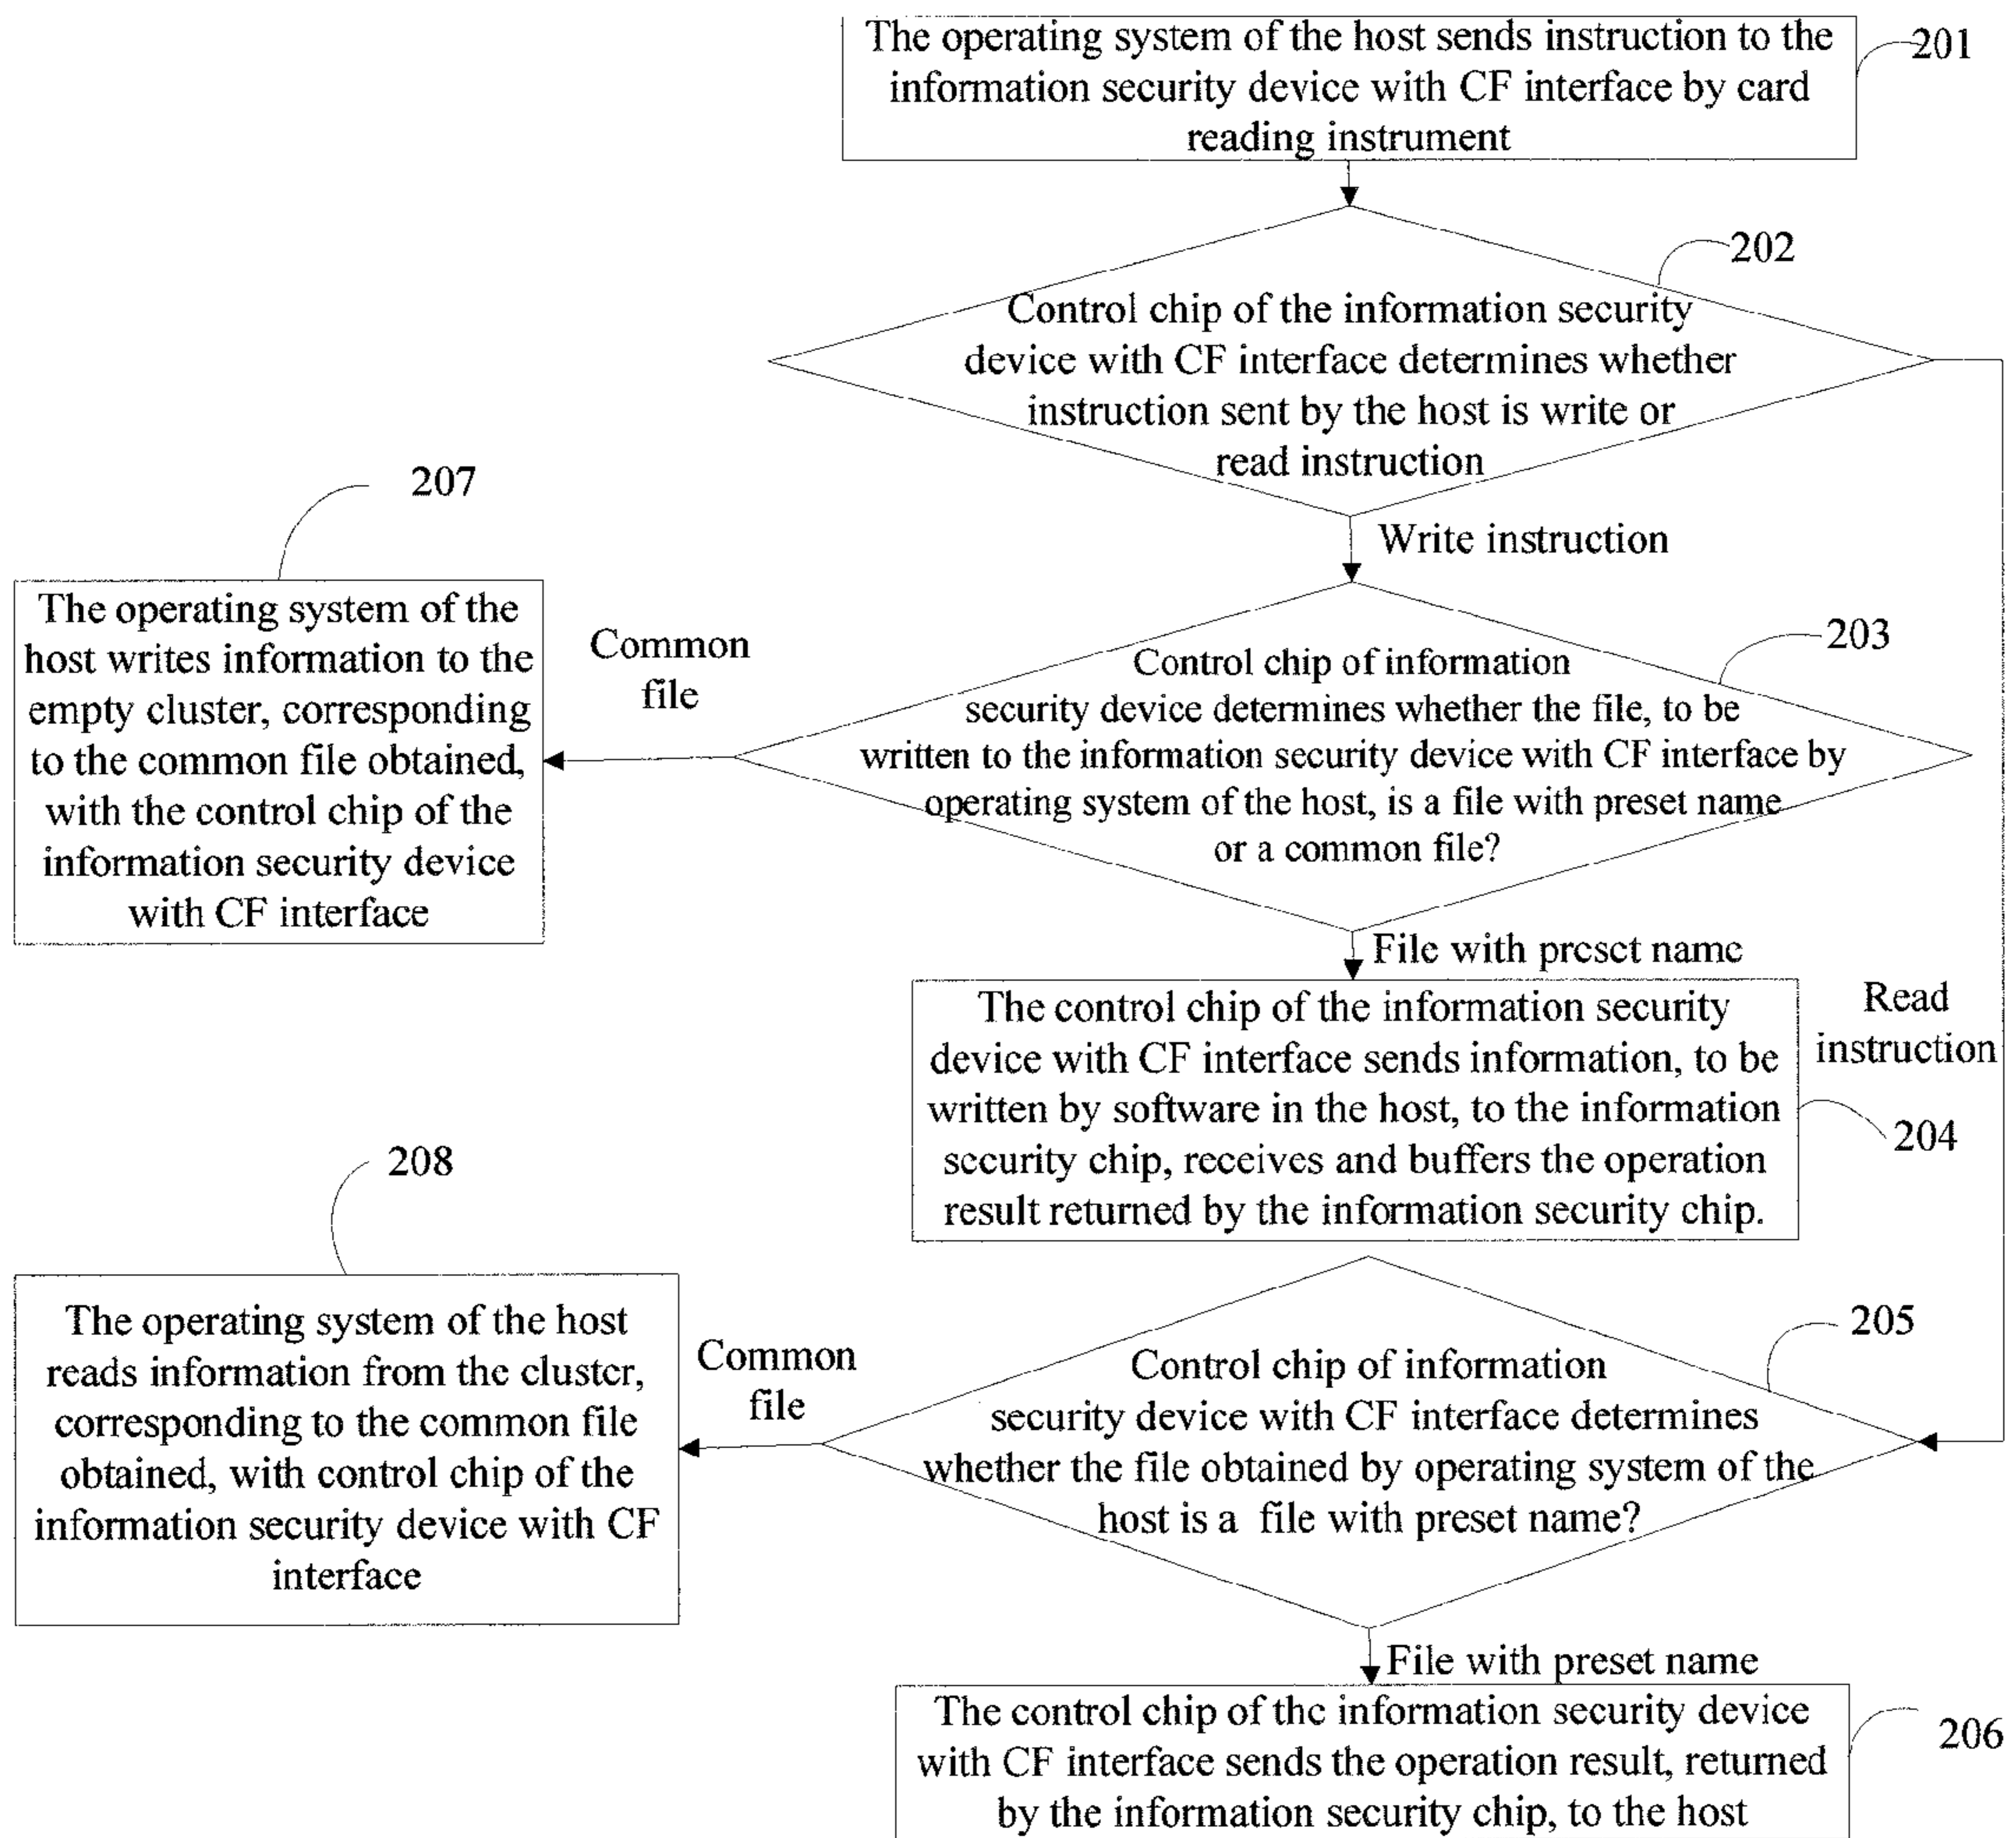 The operating system of the host sends instruction to the
information security device with CF interface by card
reading instrument
201
202
Control chip of the information security
device with CF interface determines whether
instruction sent by the host is write or
read instruction
Write instruction
207
The operating system of the
host writes information to the
empty cluster, corresponding
to the common file obtained,
with the control chip of the
information security device
with CF interface
Common
file
203
Control chip of information
security device determines whether the file, to be
written to the information security device with CF interface by
operating system of the host, is a file with preset name
or a common file?
File with preset name
The control chip of the information security
device with CF interface sends information, to be
written by software in the host, to the information
security chip, receives and buffers the operation
result returned by the information security chip.
Read
instruction
204
208
The operating system of the host
reads information from the cluster,
corresponding to the common file
obtained, with control chip of the
information security device with CF
interface
Common
file
205
Control chip of information
security device with CF interface determines
whether the file obtained by operating system of the
host is a file with preset name?
File with preset name
The control chip of the information security device
with CF interface sends the operation result, returned
by the information security chip, to the host
206